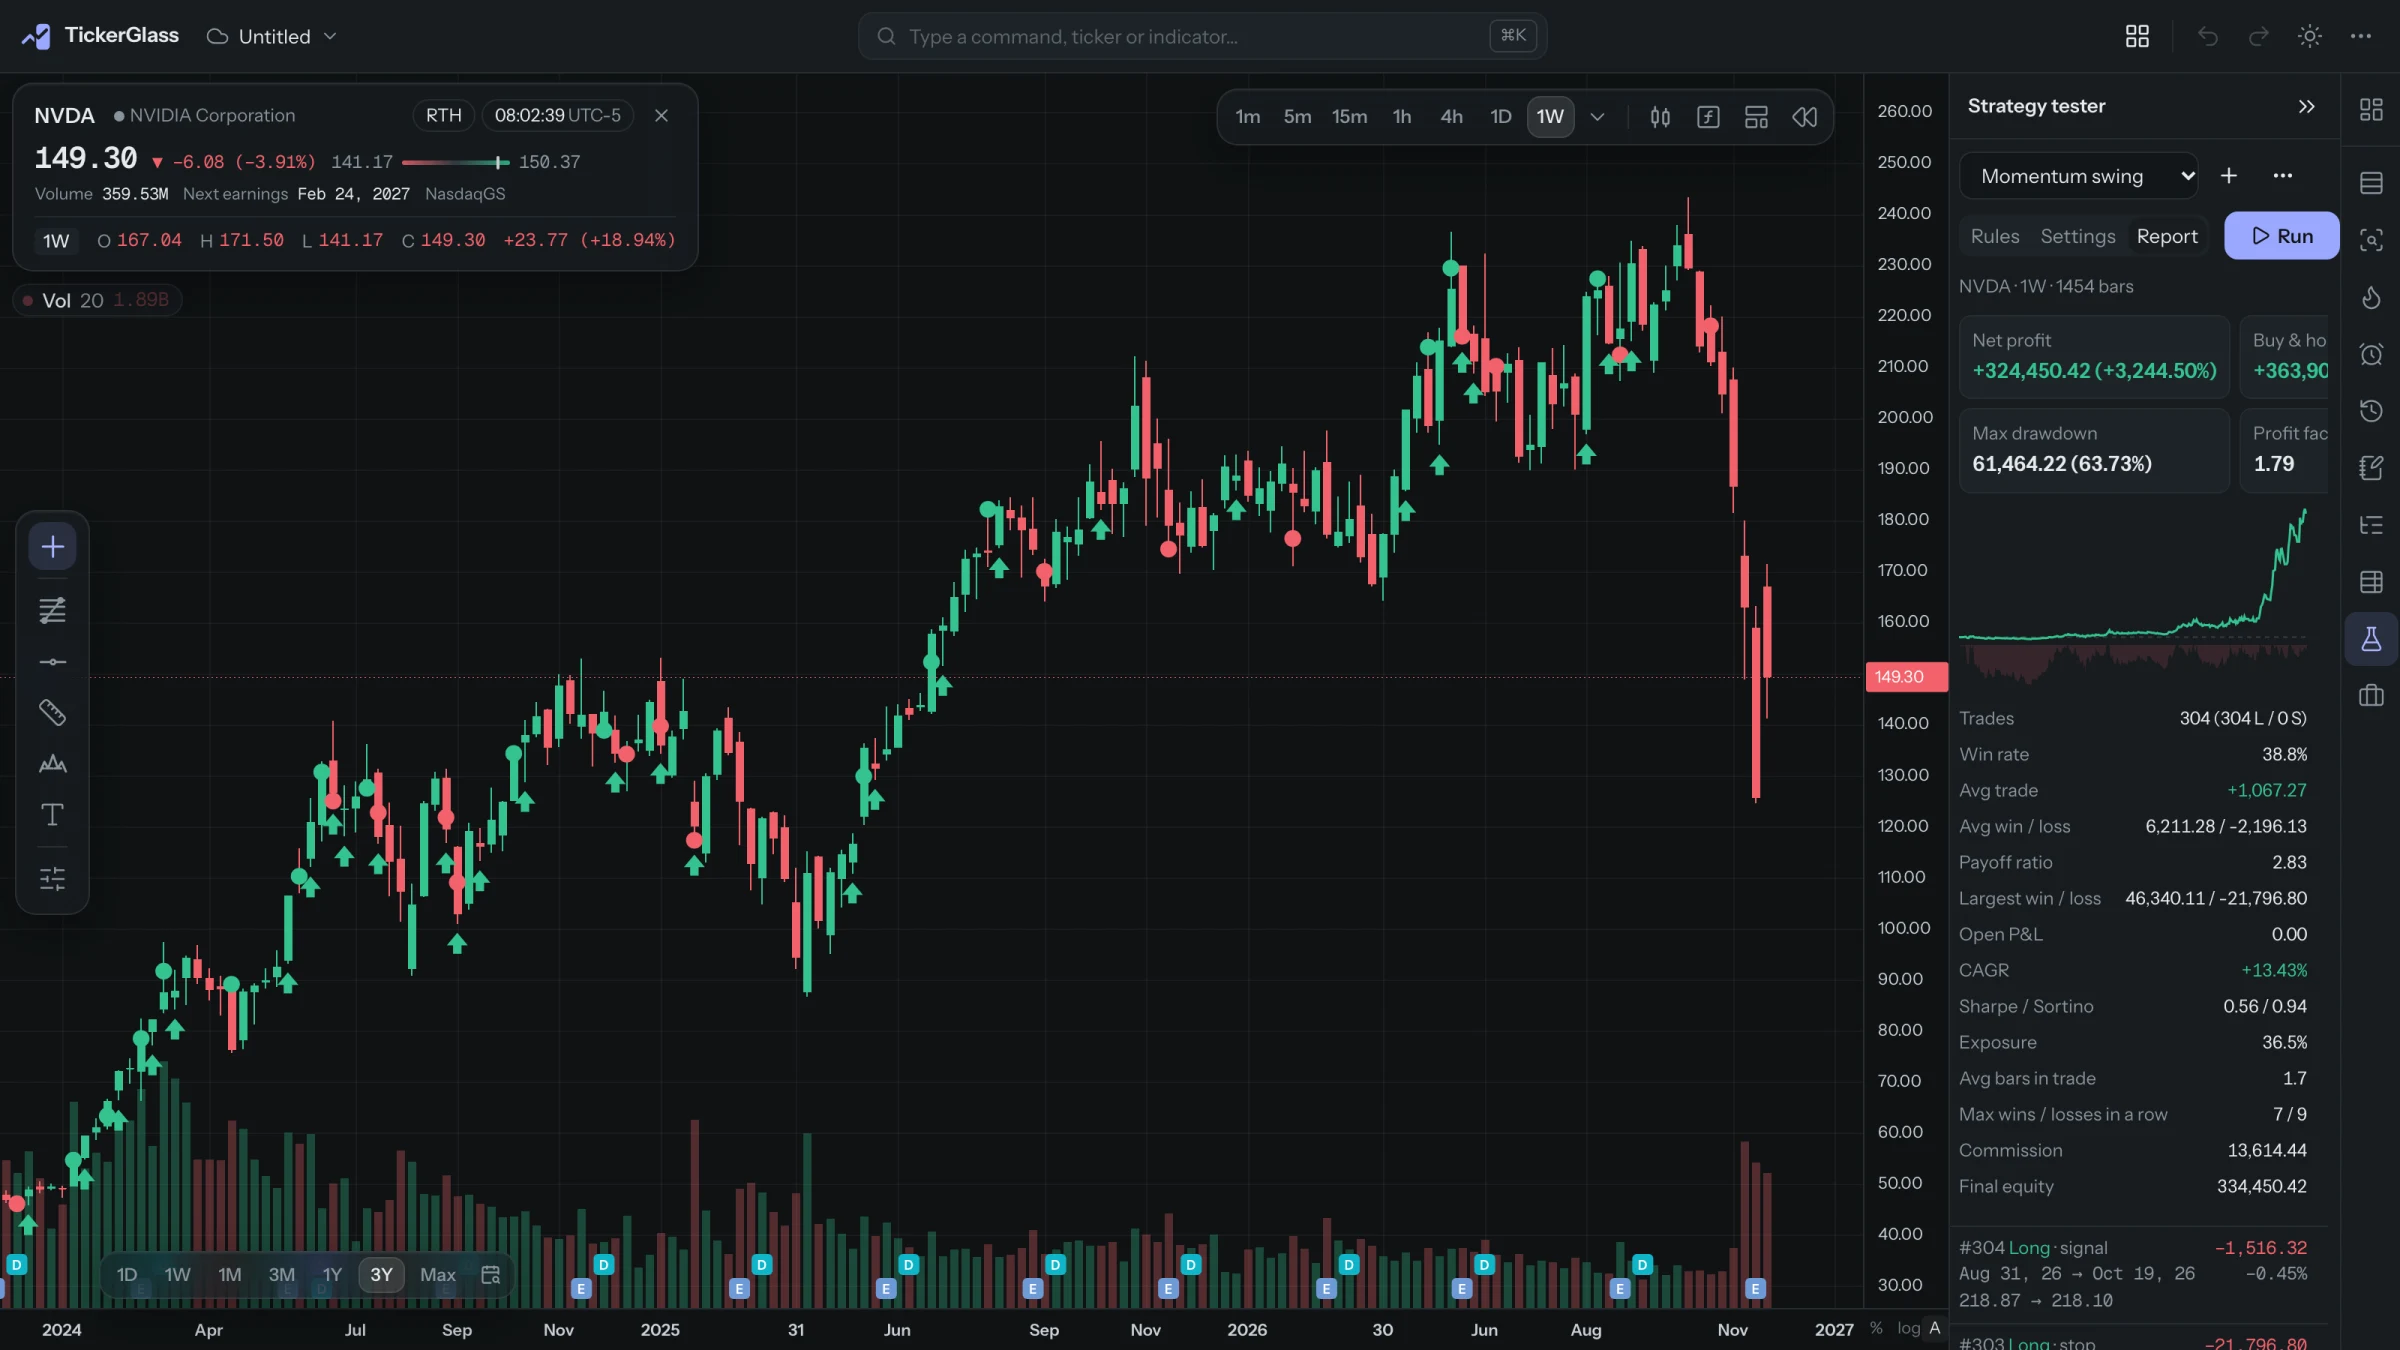 TickerGlass
Untitled
Type a command, ticker or indicator...
⌘K
NVDA
NVIDIA Corporation
RTH
08:02:39 UTC-5
149.30 ▼ −6.08 (−3.91%) 141.17 150.37
Volume 359.53M Next earnings Feb 24, 2027 NasdaqGS
1W O 167.04 H 171.50 L 141.17 C 149.30 +23.77 (+18.94%)
Vol 20 1.89B
1m 5m 15m 1h 4h 1D 1W
260.00
250.00
240.00
230.00
220.00
210.00
200.00
190.00
180.00
170.00
160.00
149.30
140.00
130.00
120.00
110.00
100.00
90.00
80.00
70.00
60.00
50.00
40.00
30.00
D D D D D D D D D
E E E E E E E E E
1D 1W 1M 3M 1Y 3Y Max
2024 Apr Jul Sep Nov 2025 31 Jun Sep Nov 2026 30 Jun Aug Nov 2027
% log A
Strategy tester
Momentum swing
Rules Settings Report
Run
NVDA · 1W · 1454 bars
Net profit
+324,450.42 (+3,244.50%)
Buy & ho
+363,90
Max drawdown
61,464.22 (63.73%)
Profit fac
1.79
Trades 304 (304 L / 0 S)
Win rate 38.8%
Avg trade +1,067.27
Avg win / loss 6,211.28 / -2,196.13
Payoff ratio 2.83
Largest win / loss 46,340.11 / -21,796.80
Open P&L 0.00
CAGR +13.43%
Sharpe / Sortino 0.56 / 0.94
Exposure 36.5%
Avg bars in trade 1.7
Max wins / losses in a row 7 / 9
Commission 13,614.44
Final equity 334,450.42
#304 Long · signal −1,516.32
Aug 31, 26 → Oct 19, 26 −0.45%
218.87 → 218.10
#303 Long · stop −21,796.80